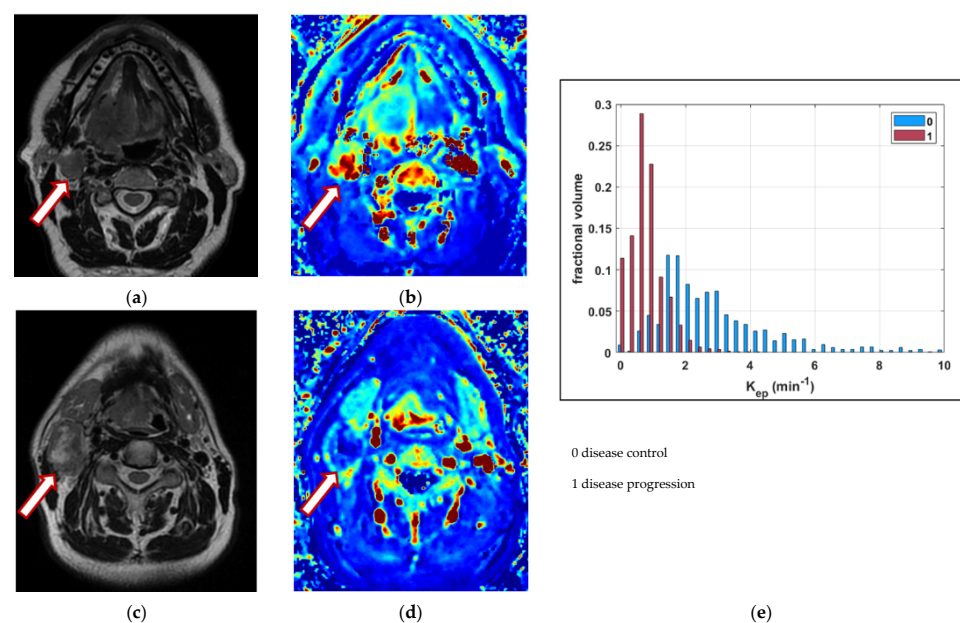 (a)
(b)
(c)
(d)
0.3
0.25
0.2
0.15
0.1
0.05
0
fractional volume
0
1
0 2 4 6 8 10
Kep (min-1)
0 disease control
1 disease progression
(e)